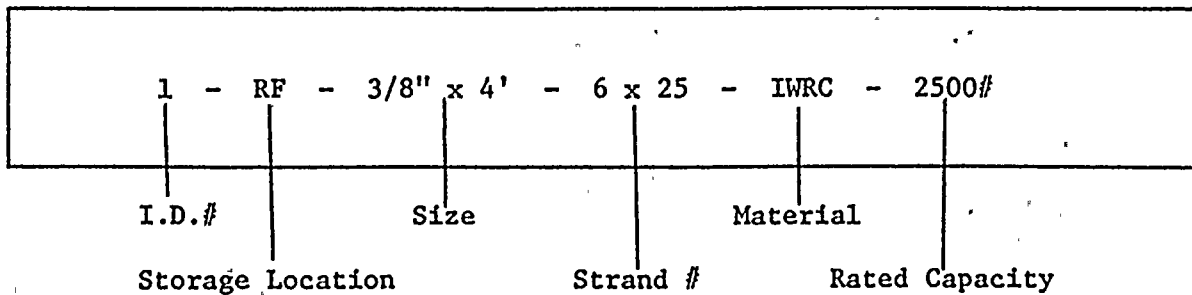 1 - RF - 3/8" x 4' - 6 x 25 - IWRC - 2500#
I.D.# Size Material
Storage Location Strand # Rated Capacity